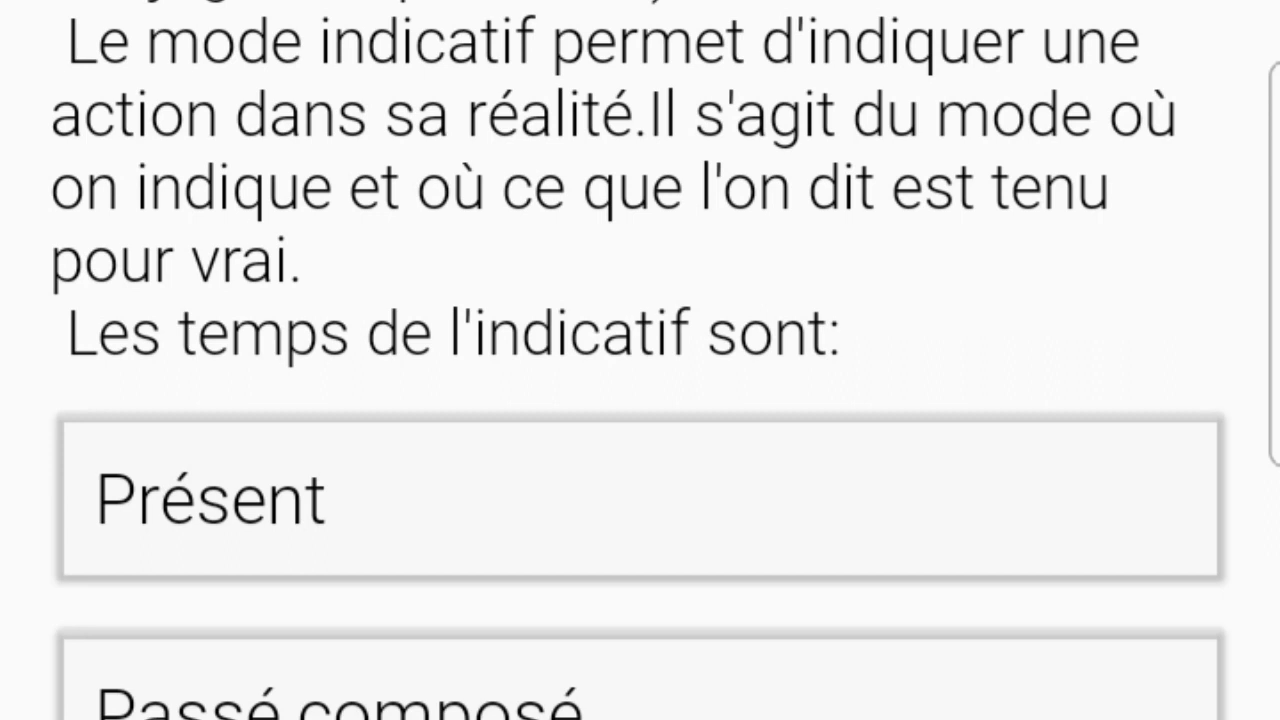 Le mode indicatif permet d'indiquer une
action dans sa réalité.Il s'agit du mode où
on indique et où ce que l'on dit est tenu
pour vrai.
Les temps de l'indicatif sont:
Présent
Passé composé